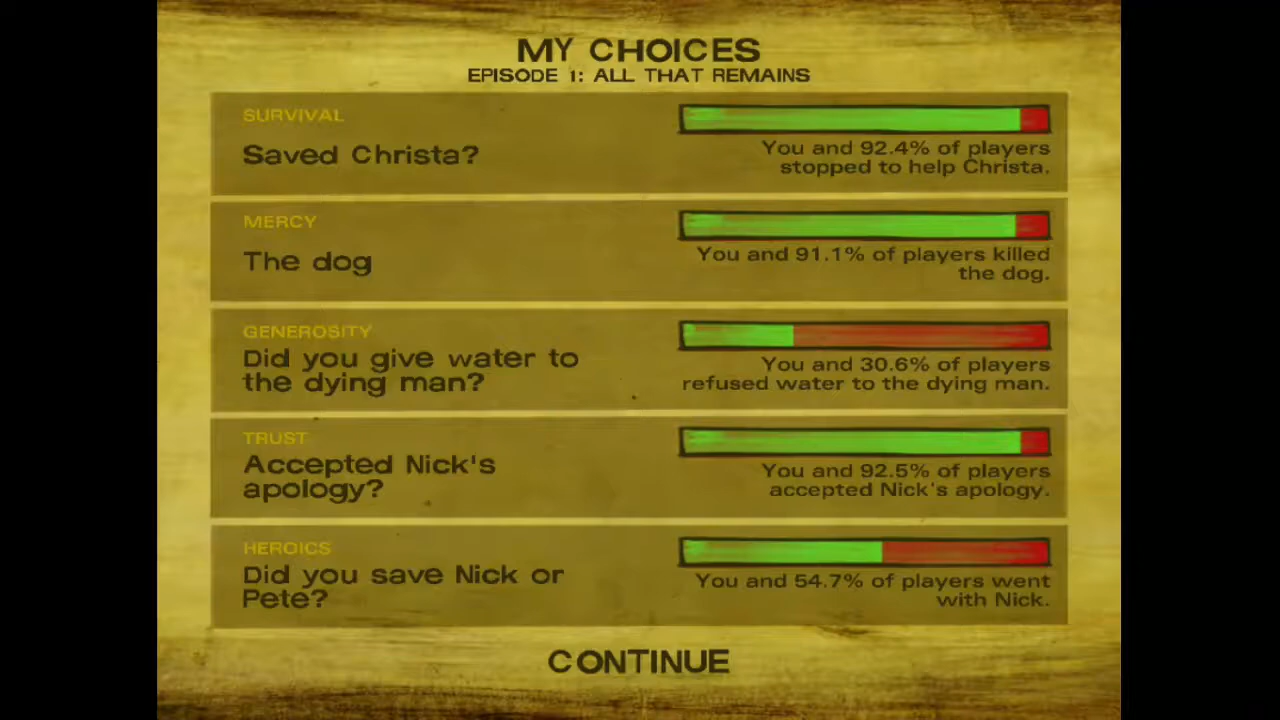 MY CHOICES
EPISODE 1: ALL THAT REMAINS
SURVIVAL
Saved Christa?
You and 92.4% of players
stopped to help Christa.
MERCY
The dog
You and 91.1% of players killed
the dog.
GENEROSITY
Did you give water to
the dying man?
You and 30.6% of players
refused water to the dying man.
TRUST
Accepted Nick's
apology?
You and 92.5% of players
accepted Nick's apology.
HEROICS
Did you save Nick or
Pete?
You and 54.7% of players went
with Nick.
CONTINUE